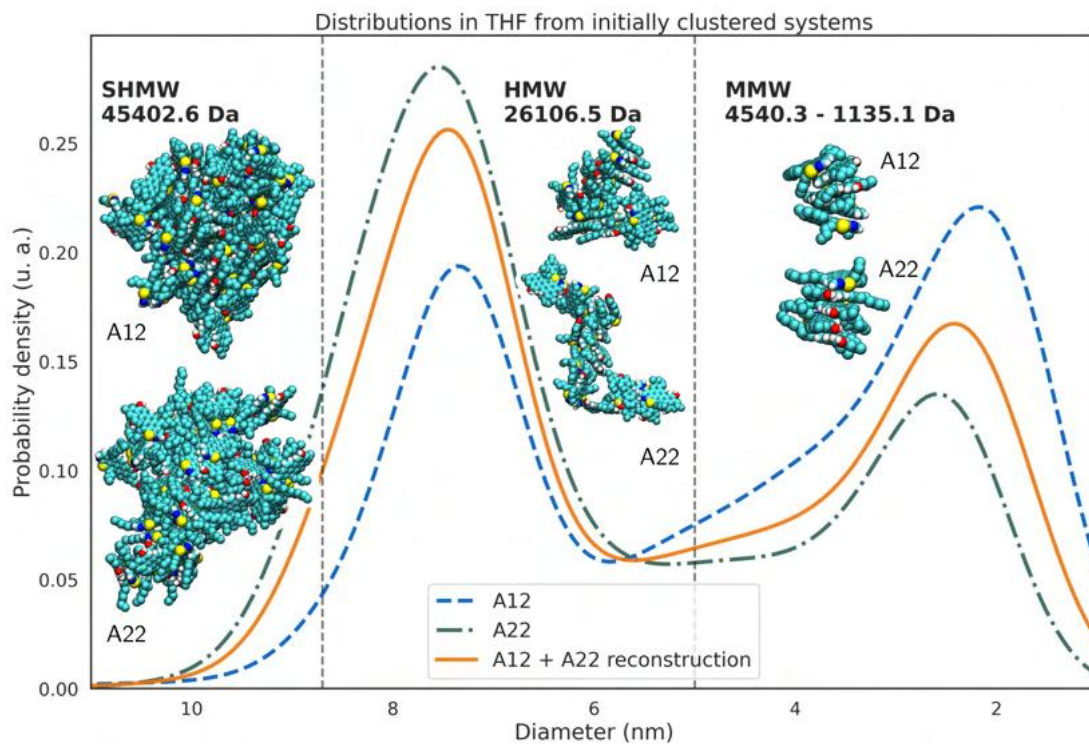 Distributions in THF from initially clustered systems
SHMW
45402.6 Da
HMW
26106.5 Da
MMW
4540.3 - 1135.1 Da
A12
A22
A12
A22
A12
A22
Probability density (u. a.)
0.25
0.20
0.15
0.10
0.05
0.00
A12
A22
A12 + A22 reconstruction
10
8
6
4
2
Diameter (nm)